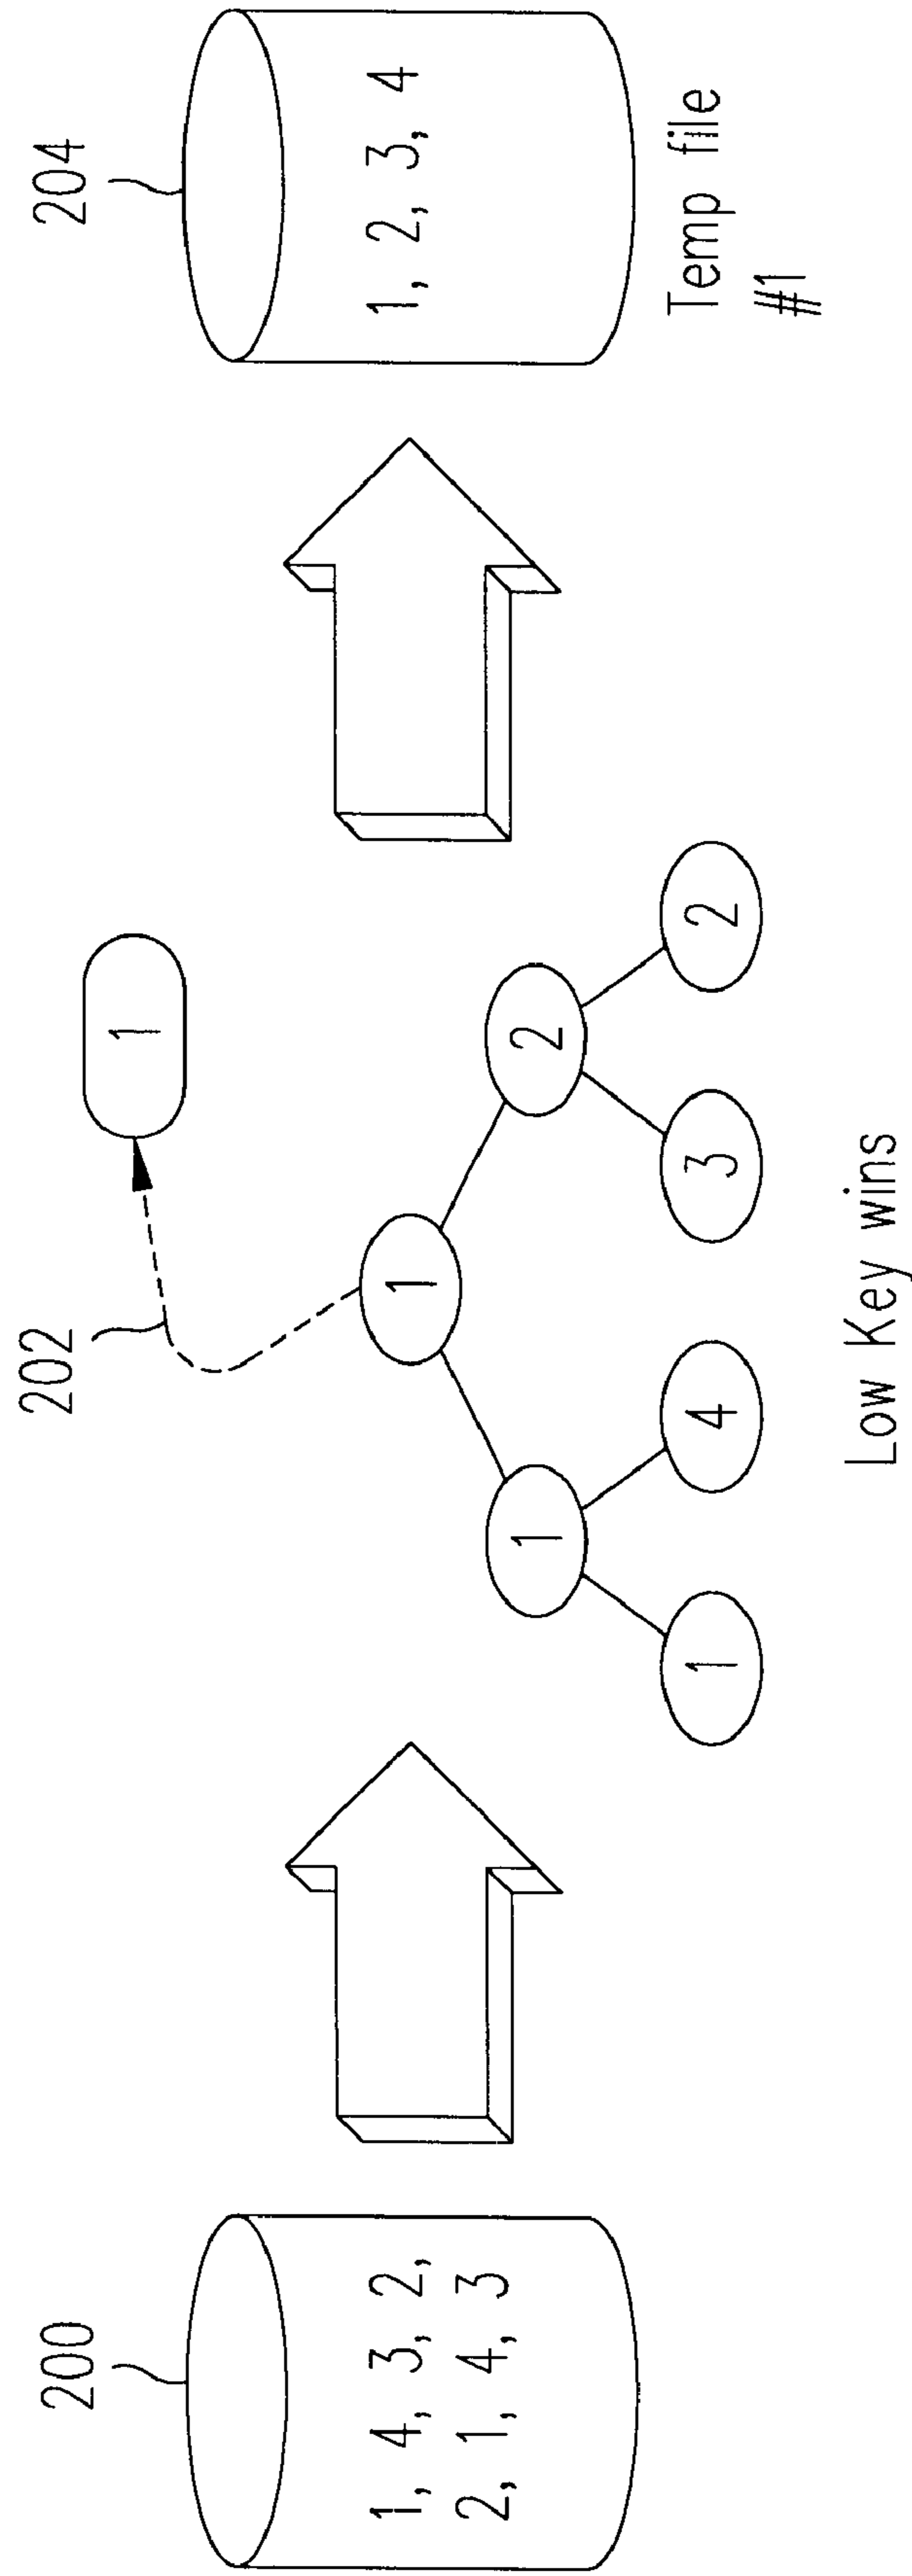 200
1, 4, 3, 2,
2, 1, 4, 3
202
1
1
1
2
1
4
3
2
Low Key wins
204
1, 2, 3, 4
Temp file
#1